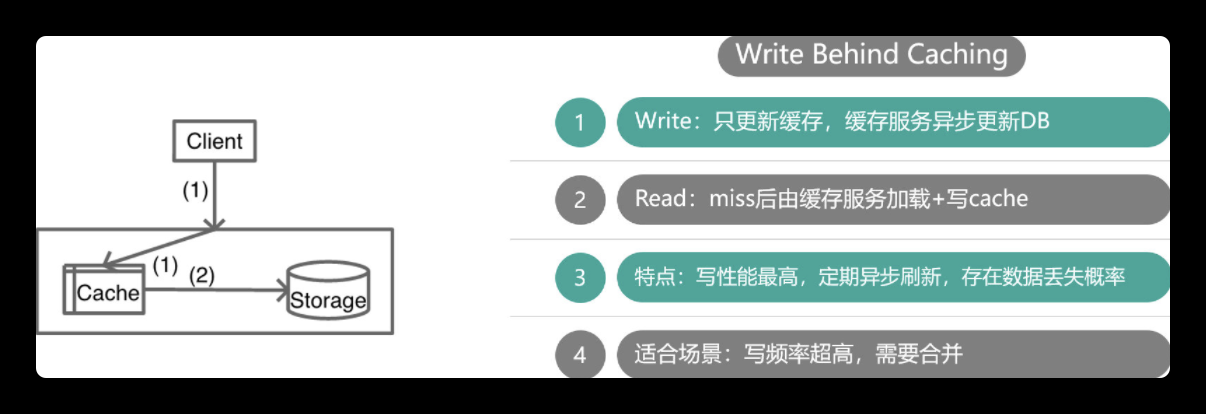 Write Behind Caching
Client
(1)
(1)
(2)
Cache
Storage
1
Write：只更新缓存，缓存服务异步更新DB
2
Read：miss后由缓存服务加载+写cache
3
特点：写性能最高，定期异步刷新，存在数据丢失概率
4
适合场景：写频率超高，需要合并